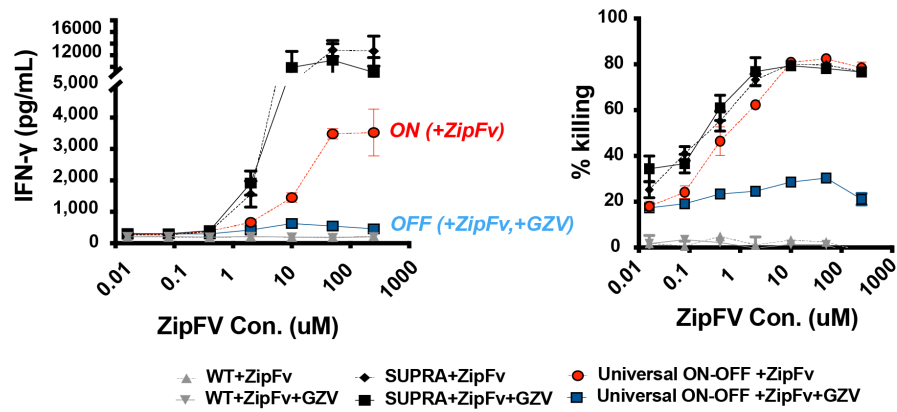 IFN-γ (pg/mL)
16000
12000
5,000
4,000
3,000
2,000
1,000
0
0.01
0.1
1
10
100
1000
ZipFV Con. (uM)
ON (+ZipFv)
OFF (+ZipFv,+GZV)
% killing
100
80
60
40
20
0
0.01
0.1
1
10
100
1000
ZipFV Con. (uM)
WT+ZipFv
WT+ZipFv+GZV
SUPRA+ZipFv
SUPRA+ZipFv+GZV
Universal ON-OFF +ZipFv
Universal ON-OFF +ZipFv+GZV